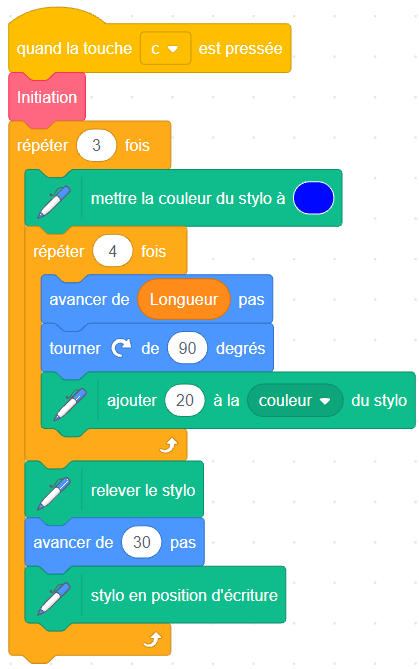 quand la touche c est pressée
Initiation
répéter 3 fois
mettre la couleur du stylo à
répéter 4 fois
avancer de Longueur pas
tourner de 90 degrés
ajouter 20 à la couleur du stylo
relever le stylo
avancer de 30 pas
stylo en position d'écriture